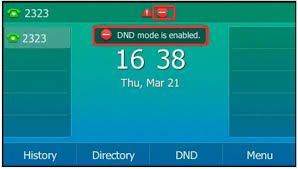 2323
2323
DND mode is enabled.
16 38
Thu, Mar 21
History Directory DND Menu